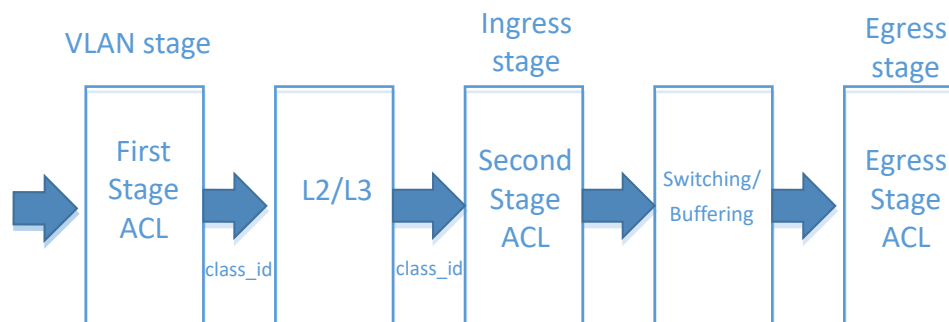 VLAN stage
Ingress
stage
Egress
stage
First
Stage
ACL
class_id
L2/L3
class_id
Second
Stage
ACL
Switching/
Buffering
Egress
Stage
ACL